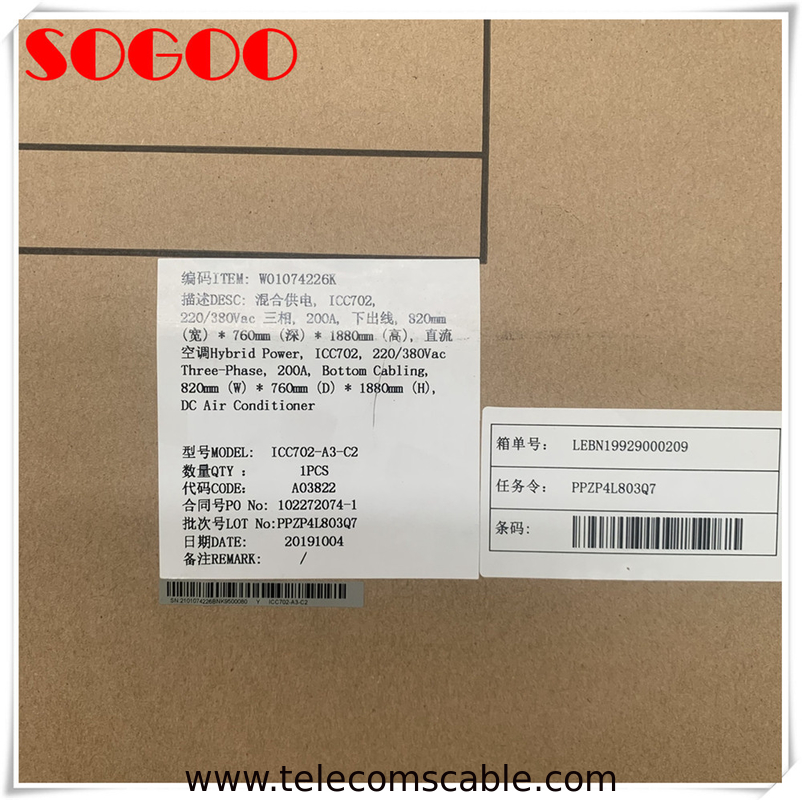 SOGOO
编码ITEM: W01074226K
描述DESC: 混合供电, ICC702,
220/380Vac 三相, 200A, 下出线, 820mm
(宽) * 760mm (深) * 1880mm (高), 直流
空调Hybrid Power, ICC702, 220/380Vac
Three-Phase, 200A, Bottom Cabling,
820mm (W) * 760mm (D) * 1880mm (H),
DC Air Conditioner
型号MODEL: ICC702-A3-C2
数量QTY : 1PCS
代码CODE: A03822
合同号PO No: 102272074-1
批次号LOT No:PPZP4L803Q7
日期DATE: 20191004
备注REMARK: /
箱单号: LEBN19929000209
任务令: PPZP4L803Q7
条码:
SN 2101074226BNK9500080 Y ICC702-A3-C2
www.telecomscable.com